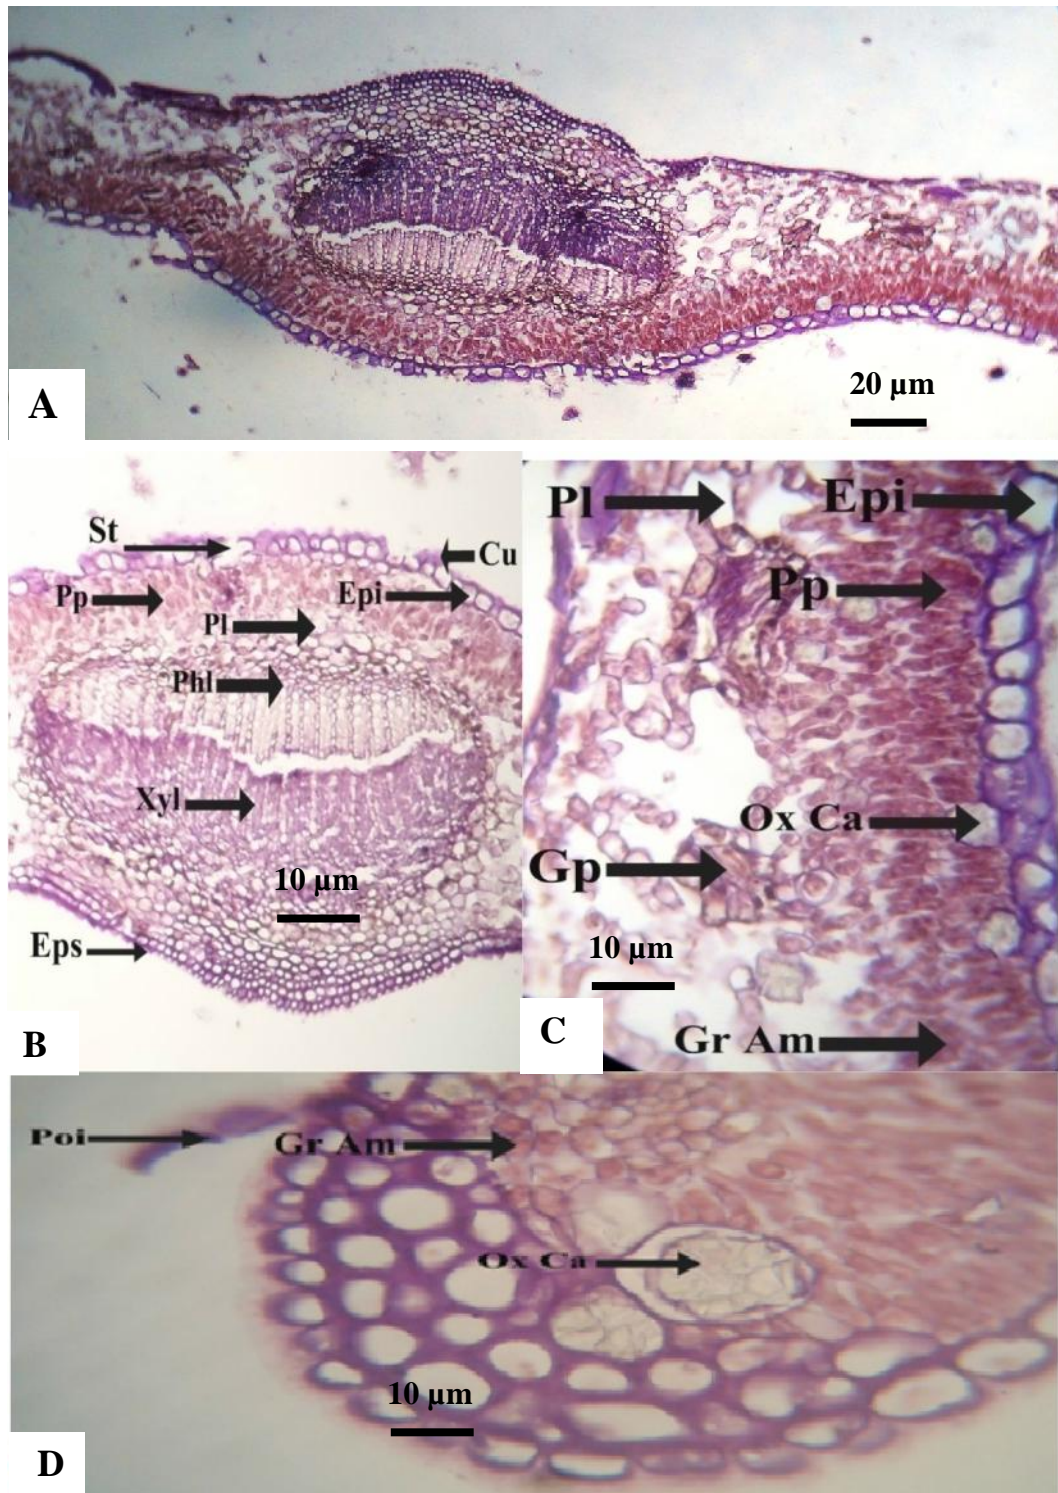 20 µm
A
St
Cu
Pp
Epi
Pl
Phl
Xyl
10 µm
Eps
B
Pl
Epi
Pp
Ox Ca
Gp
10 µm
Gr Am
C
Poi
Gr Am
Ox Ca
10 µm
D